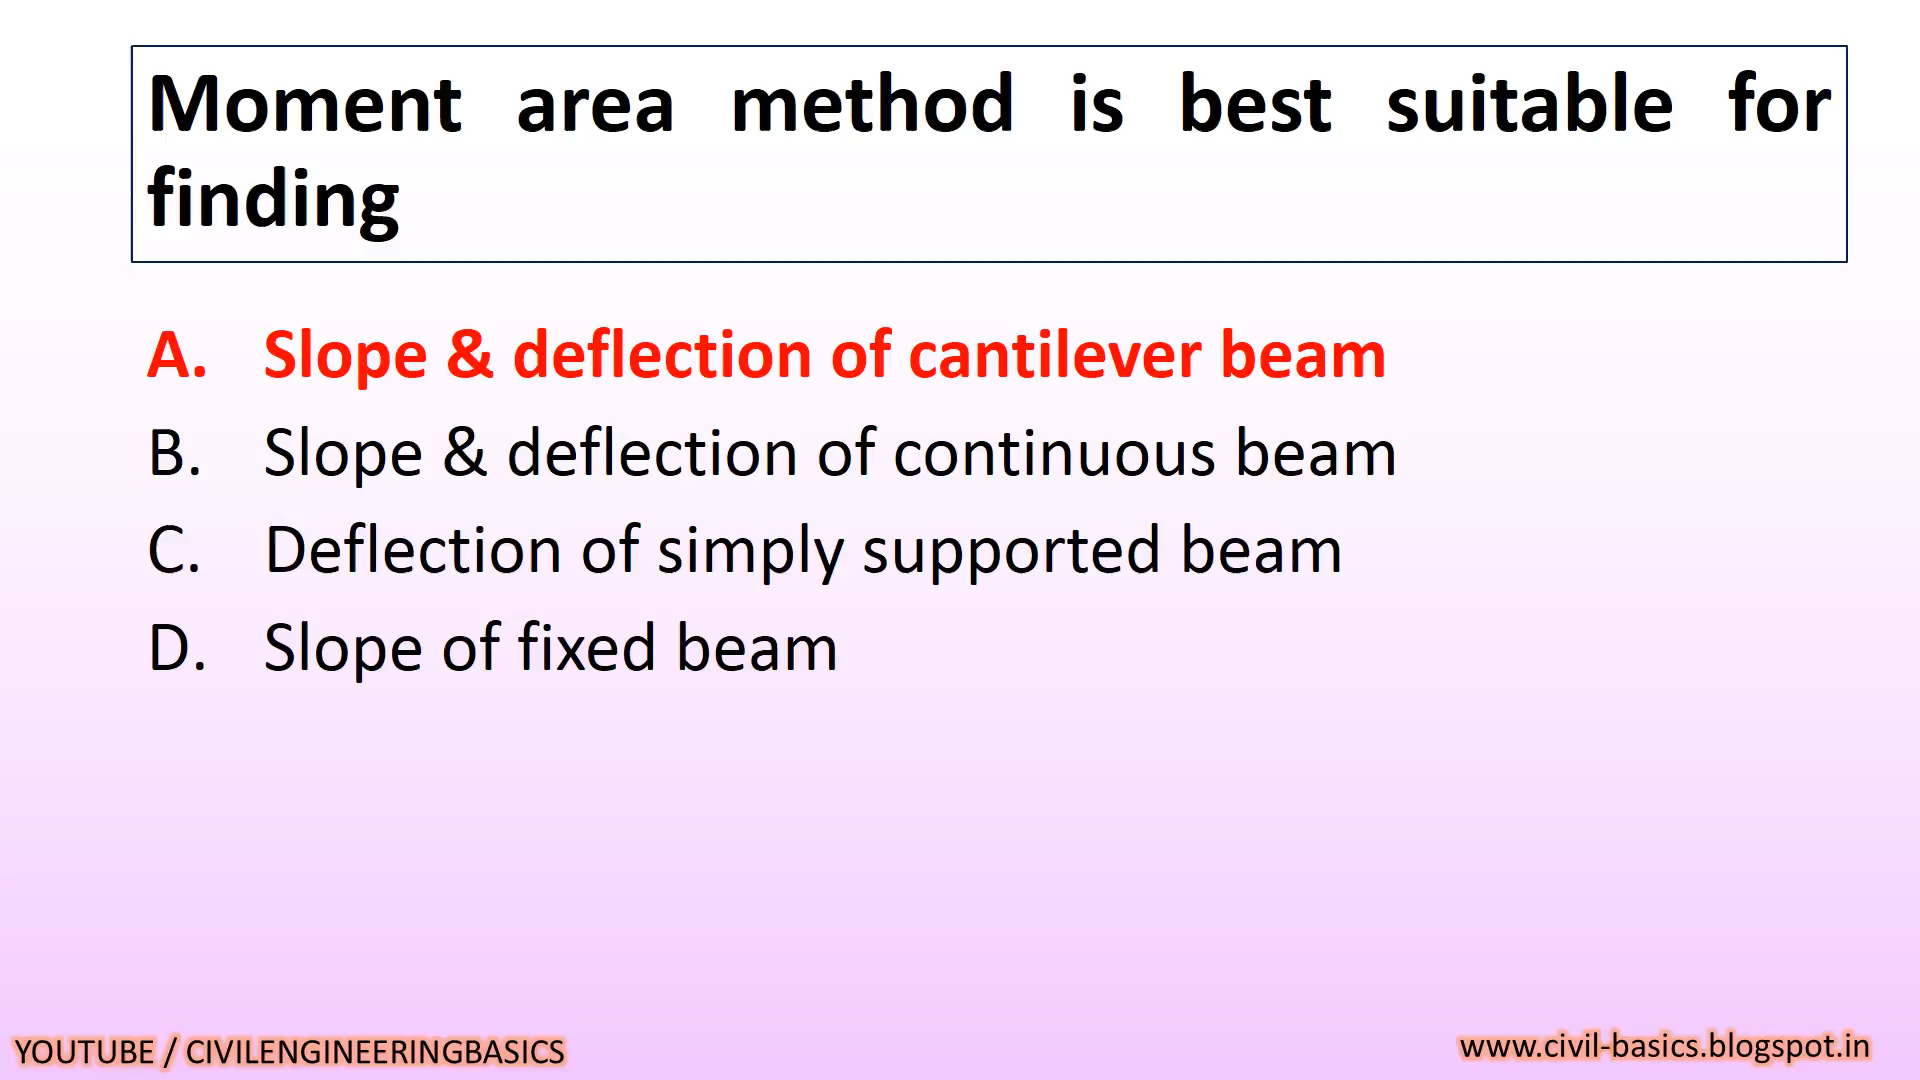 Moment area method is best suitable for
finding
A. Slope & deflection of cantilever beam
B. Slope & deflection of continuous beam
C. Deflection of simply supported beam
D. Slope of fixed beam
YOUTUBE / CIVILENGINEERINGBASICS
www.civil-basics.blogspot.in